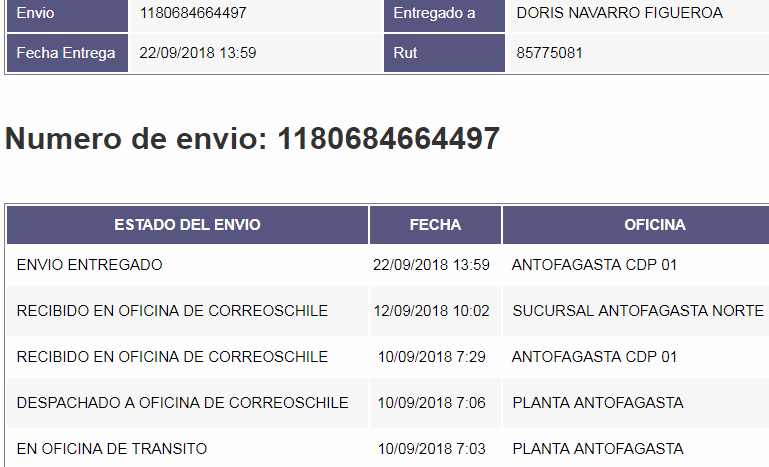 Envio 1180684664497 Entregado a DORIS NAVARRO FIGUEROA
Fecha Entrega 22/09/2018 13:59 Rut 85775081
Numero de envio: 1180684664497
ESTADO DEL ENVIO FECHA OFICINA
ENVIO ENTREGADO 22/09/2018 13:59 ANTOFAGASTA CDP 01
RECIBIDO EN OFICINA DE CORREOSCHILE 12/09/2018 10:02 SUCURSAL ANTOFAGASTA NORTE
RECIBIDO EN OFICINA DE CORREOSCHILE 10/09/2018 7:29 ANTOFAGASTA CDP 01
DESPACHADO A OFICINA DE CORREOSCHILE 10/09/2018 7:06 PLANTA ANTOFAGASTA
EN OFICINA DE TRANSITO 10/09/2018 7:03 PLANTA ANTOFAGASTA